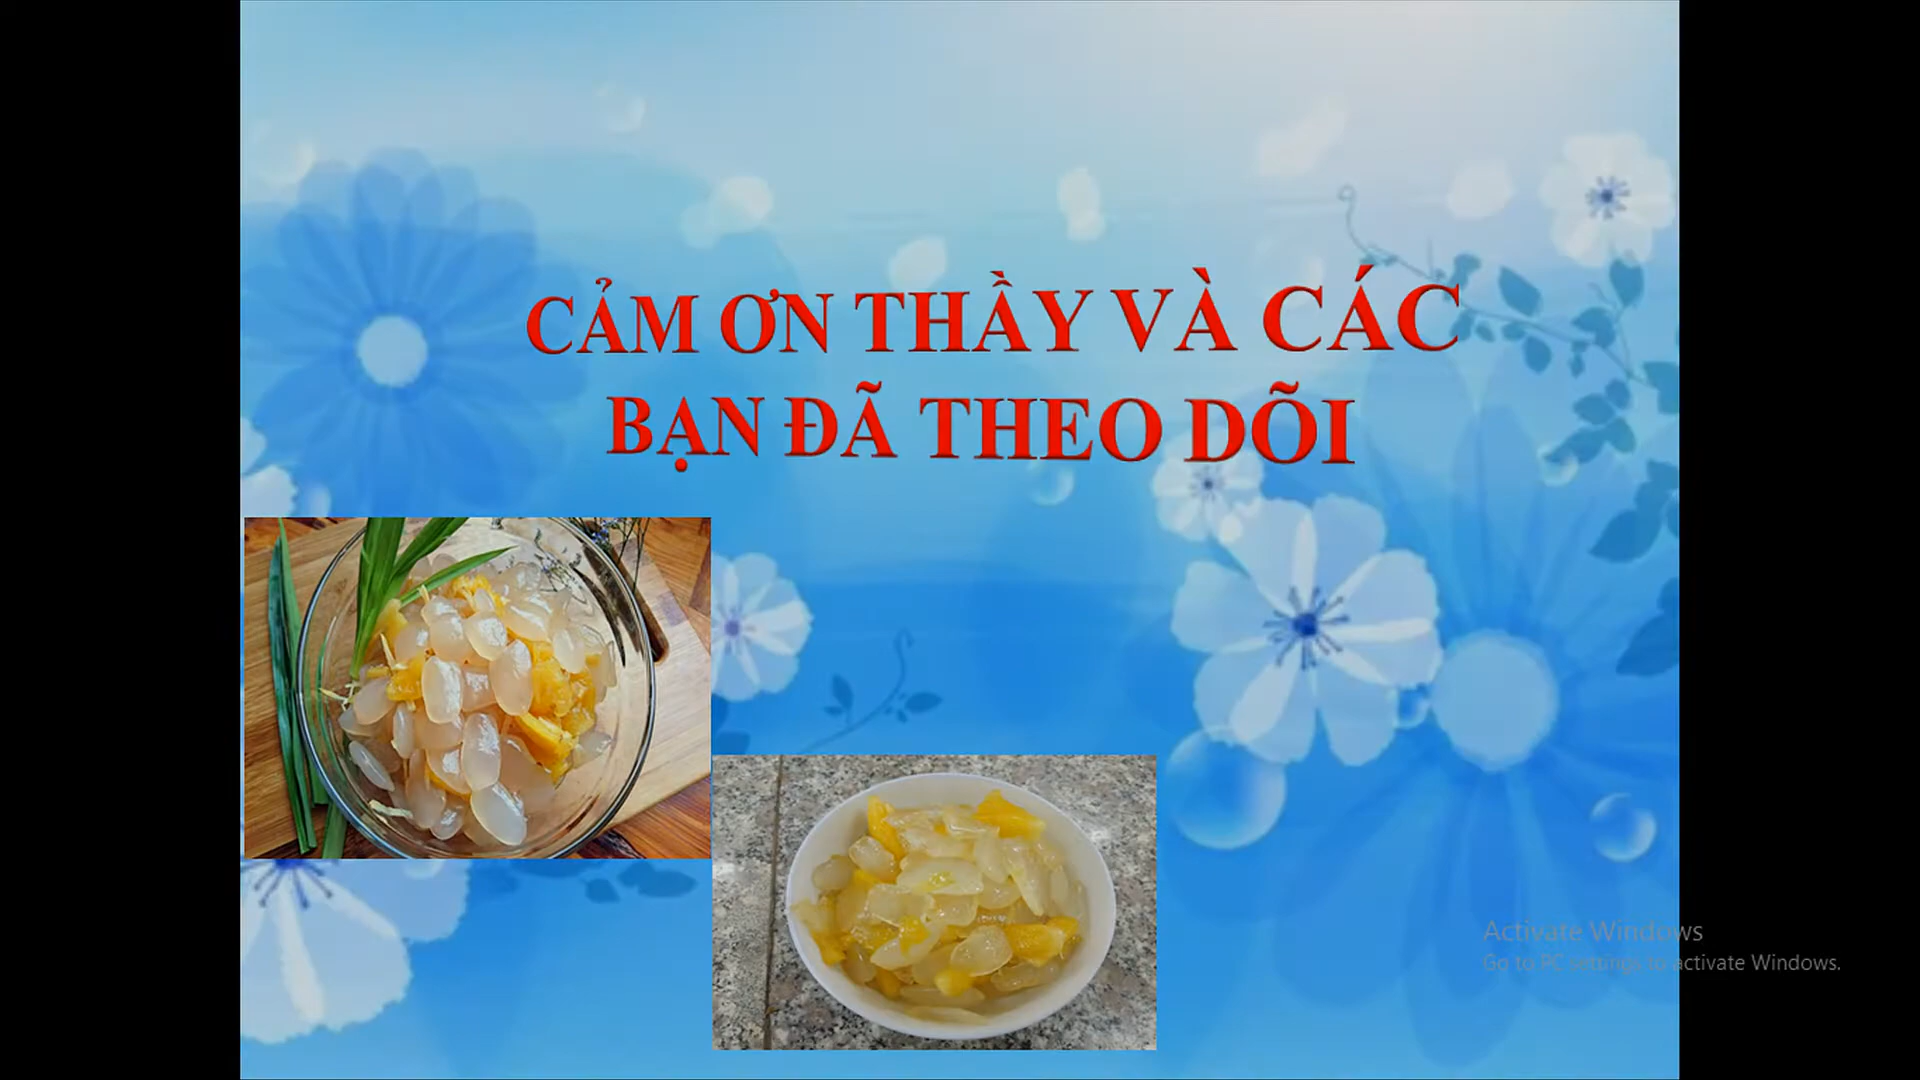 CẢM ƠN THẦY VÀ CÁC
BẠN ĐÃ THEO DÕI
Activate Windows
Go to PC settings to activate Windows.